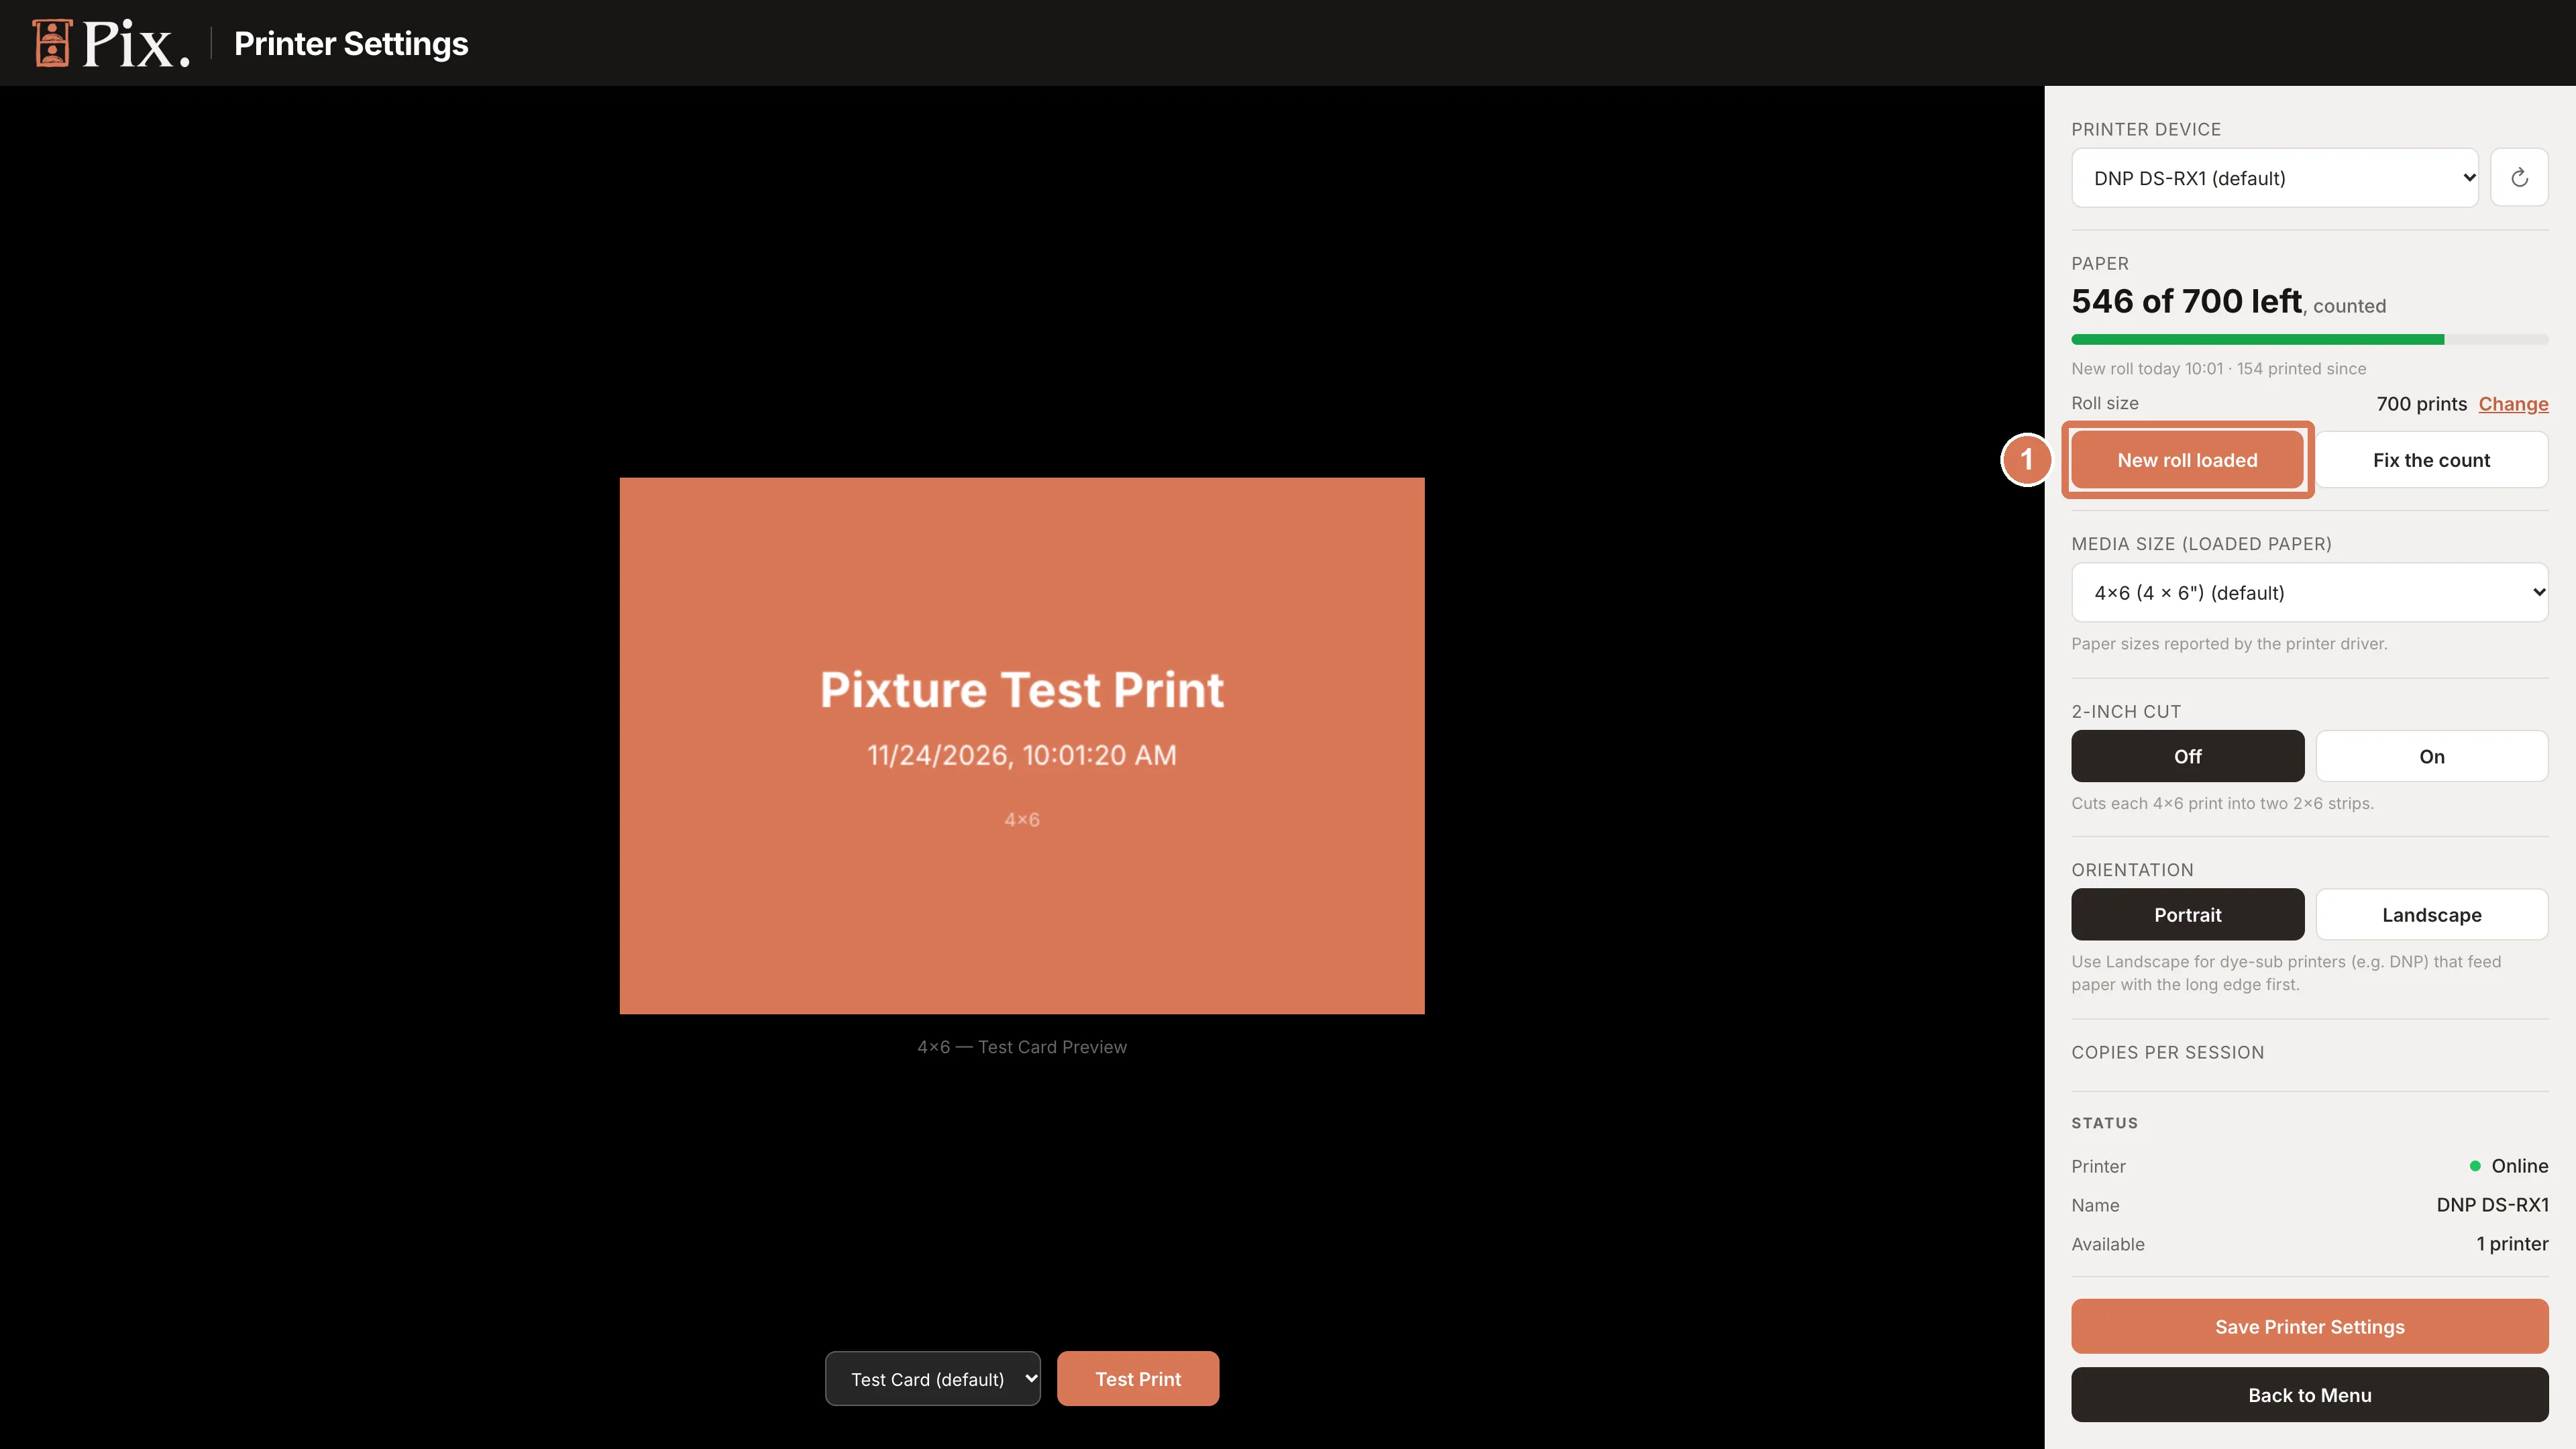 Pix.
Printer Settings
PRINTER DEVICE
DNP DS-RX1 (default)
PAPER
546 of 700 left, counted
New roll today 10:01 · 154 printed since
Roll size
700 prints Change
1
New roll loaded
Fix the count
MEDIA SIZE (LOADED PAPER)
4×6 (4 × 6") (default)
Paper sizes reported by the printer driver.
2-INCH CUT
Off
On
Cuts each 4×6 print into two 2×6 strips.
ORIENTATION
Portrait
Landscape
Use Landscape for dye-sub printers (e.g. DNP) that feed
paper with the long edge first.
COPIES PER SESSION
STATUS
Printer
Online
Name
DNP DS-RX1
Available
1 printer
Save Printer Settings
Back to Menu
Pixture Test Print
11/24/2026, 10:01:20 AM
4×6
4×6 — Test Card Preview
Test Card (default)
Test Print